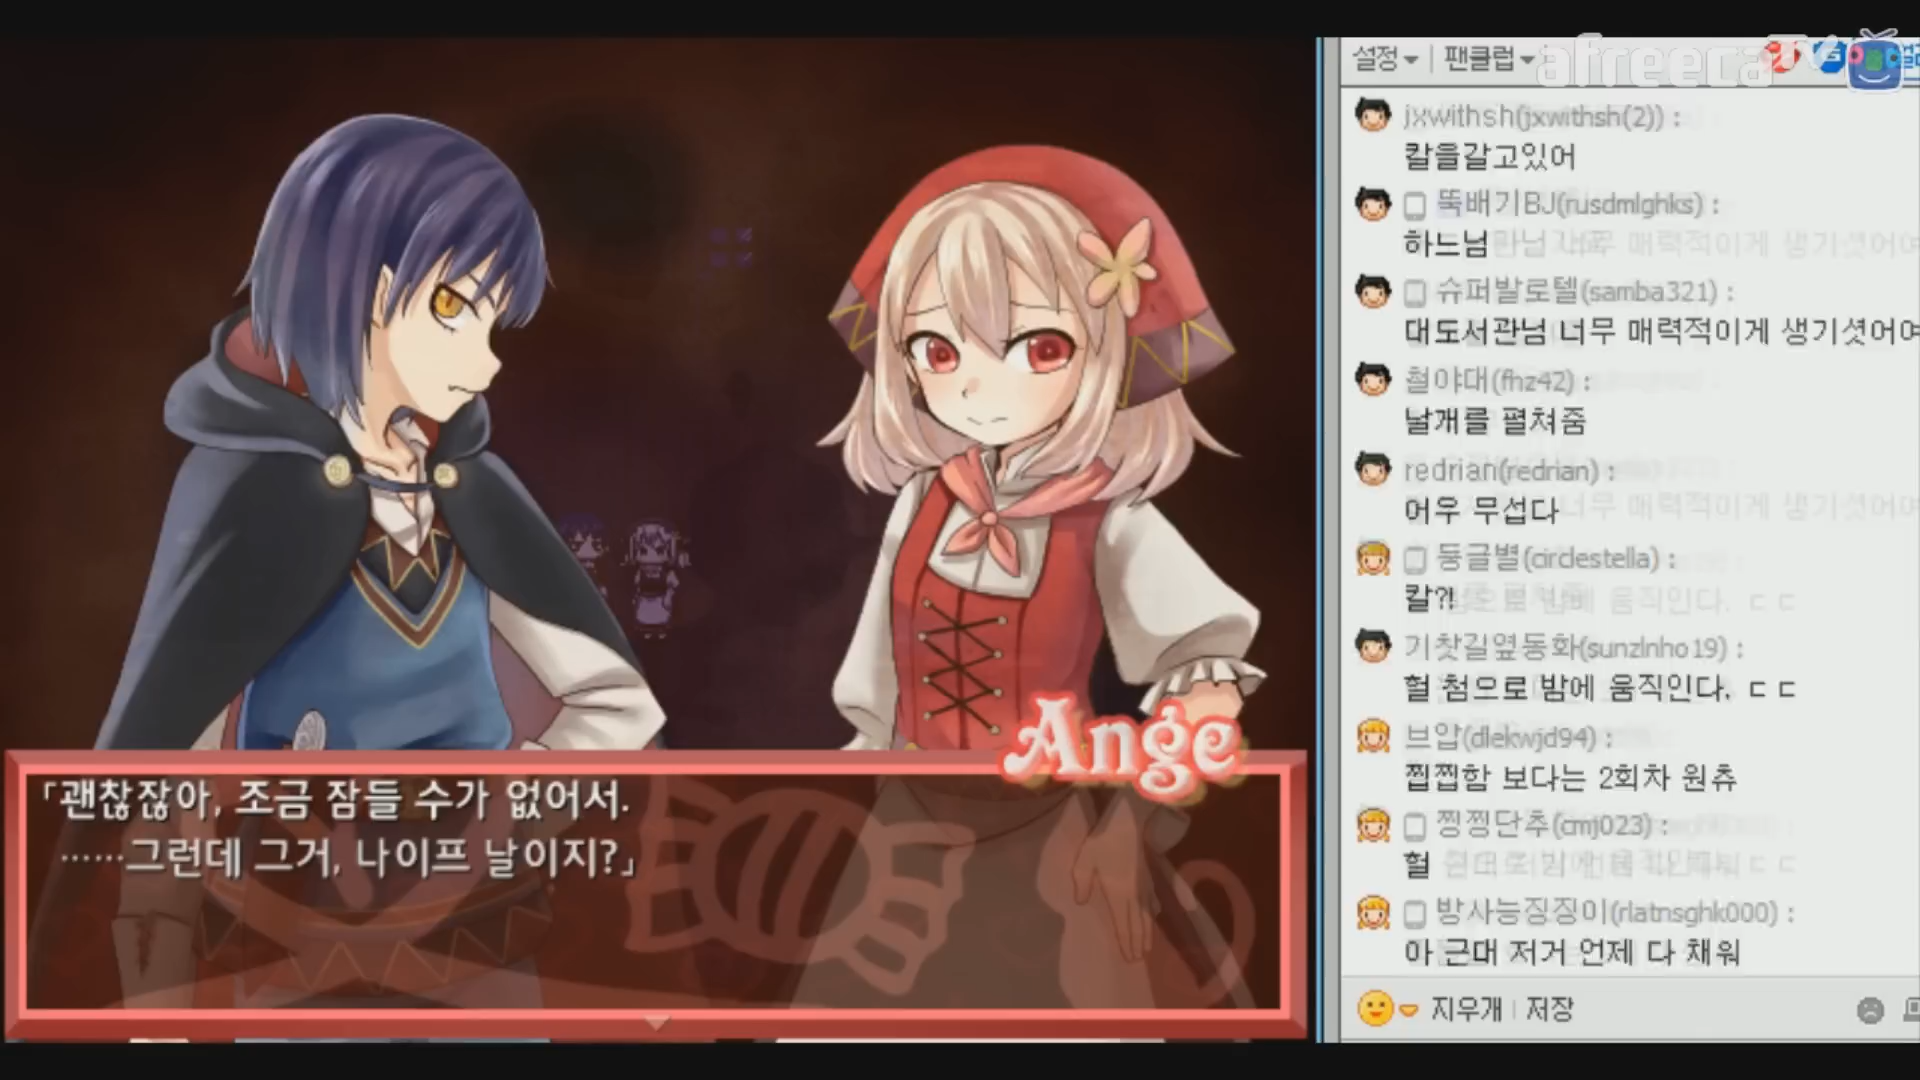 Ange
「괜찮잖아, 조금 잠들 수가 없어서.
……그런데 그거, 나이프 날이지?」
설정 팬클럽
afreecaTV
jxwithsh(jxwithsh(2)) :
칼을갈고있어
뚝배기BJ(rusdmlghks) :
하느님
슈퍼발로텔(samba321) :
대도서관님 너무 매력적이게 생기셧어여
철야대(fhz42) :
날개를 펼쳐줌
redrian(redrian) :
어우 무섭다
둥글별(circlestella) :
칼?!
기찻길옆동화(sunzlnho19) :
헐 첨으로 밤에 움직인다. ㄷㄷ
브압(dlekwjd94) :
찝찝함 보다는 2회차 원츄
찡찡단추(cmj023) :
헐
방사능징징이(rlatnsghk000) :
아 근대 저거 언제 다 채워
지우개 | 저장